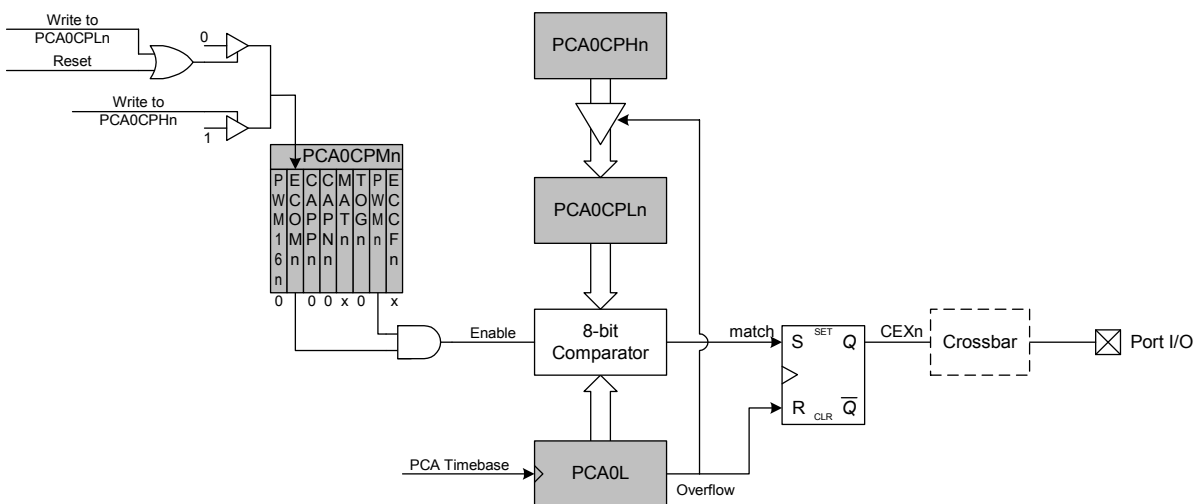 Write to
PCA0CPLn
Reset
0
Write to
PCA0CPHn
1
PCA0CPMn
PWM16n
ECOMn
CAPPn
CAPNn
MATn
TOGn
PWMn
ECCFn
0 0 0 x 0 x
Enable
PCA0CPHn
PCA0CPLn
8-bit
Comparator
match
S SET Q
R CLR Q
CEXn
Crossbar
Port I/O
PCA Timebase
PCA0L
Overflow